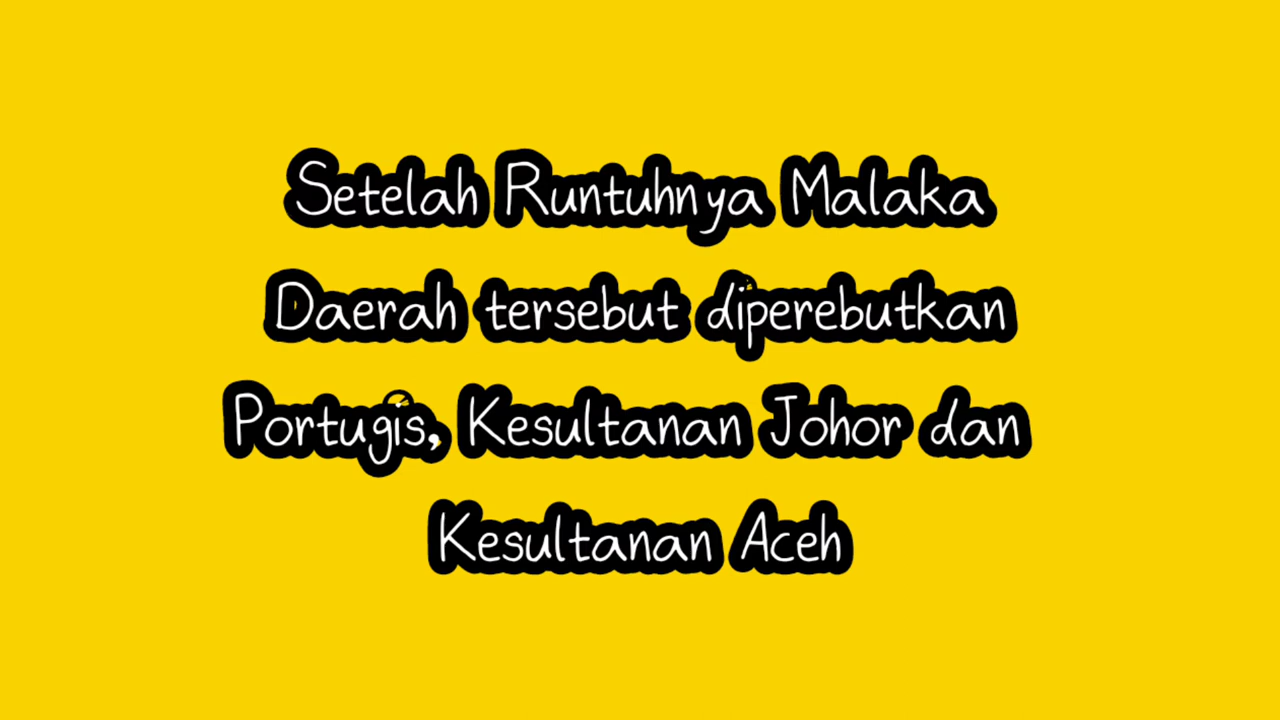 Setelah Runtuhnya Malaka
Daerah tersebut diperebutkan
Portugis, Kesultanan Johor dan
Kesultanan Aceh